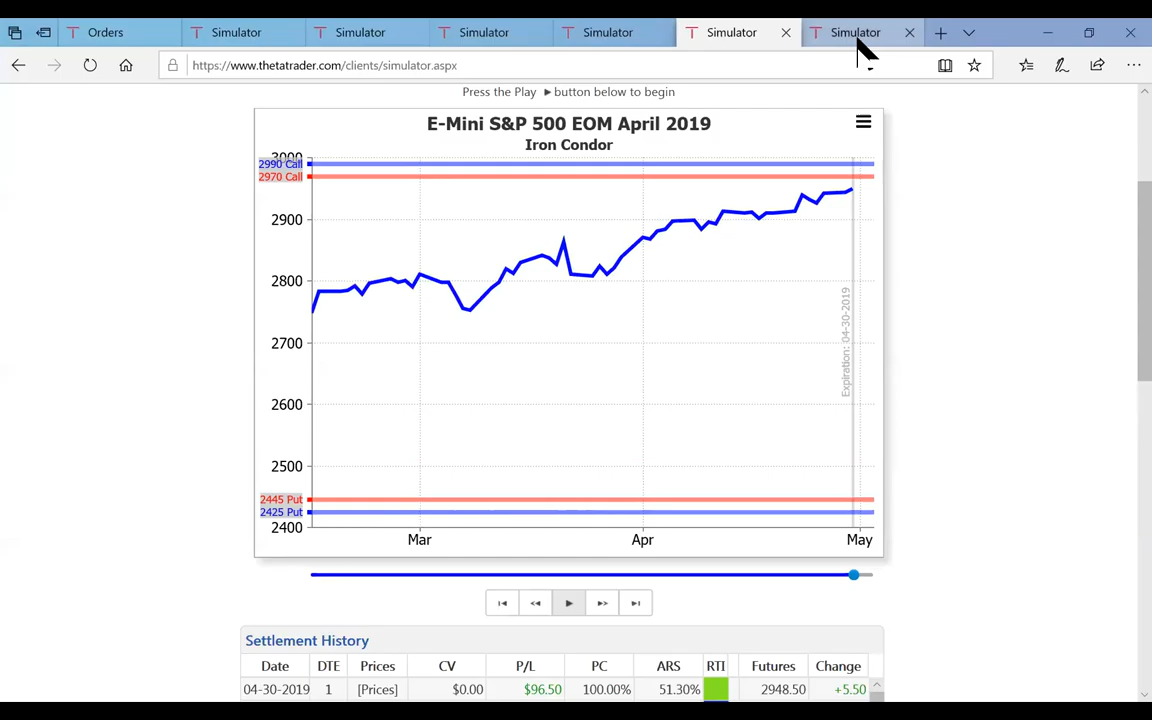 Orders Simulator Simulator Simulator Simulator Simulator Simulator
https://www.thetatrader.com/clients/simulator.aspx
Press the Play ▶ button below to begin
E-Mini S&P 500 EOM April 2019
Iron Condor
3000
2990 Call
2970 Call
2900
2800
2700
2600
2500
2445 Put
2425 Put
2400
Expiration: 04-30-2019
Mar Apr May
Settlement History
Date DTE Prices CV P/L PC ARS RTI Futures Change
04-30-2019 1 [Prices] $0.00 $96.50 100.00% 51.30% 2948.50 +5.50